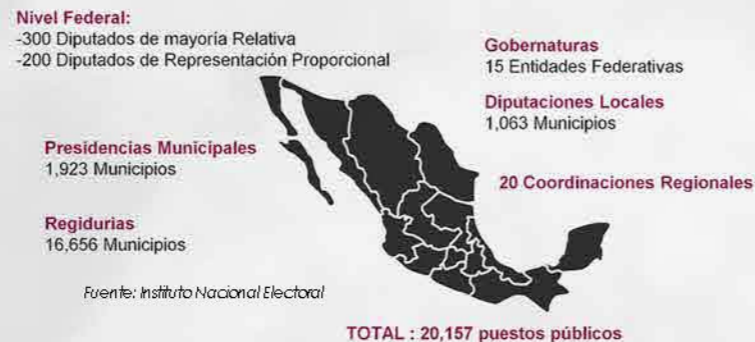 Nivel Federal:
-300 Diputados de mayoría Relativa
-200 Diputados de Representación Proporcional
Gobernaturas
15 Entidades Federativas
Diputaciones Locales
1,063 Municipios
Presidencias Municipales
1,923 Municipios
20 Coordinaciones Regionales
Regidurias
16,656 Municipios
Fuente: Instituto Nacional Electoral
TOTAL : 20,157 puestos públicos